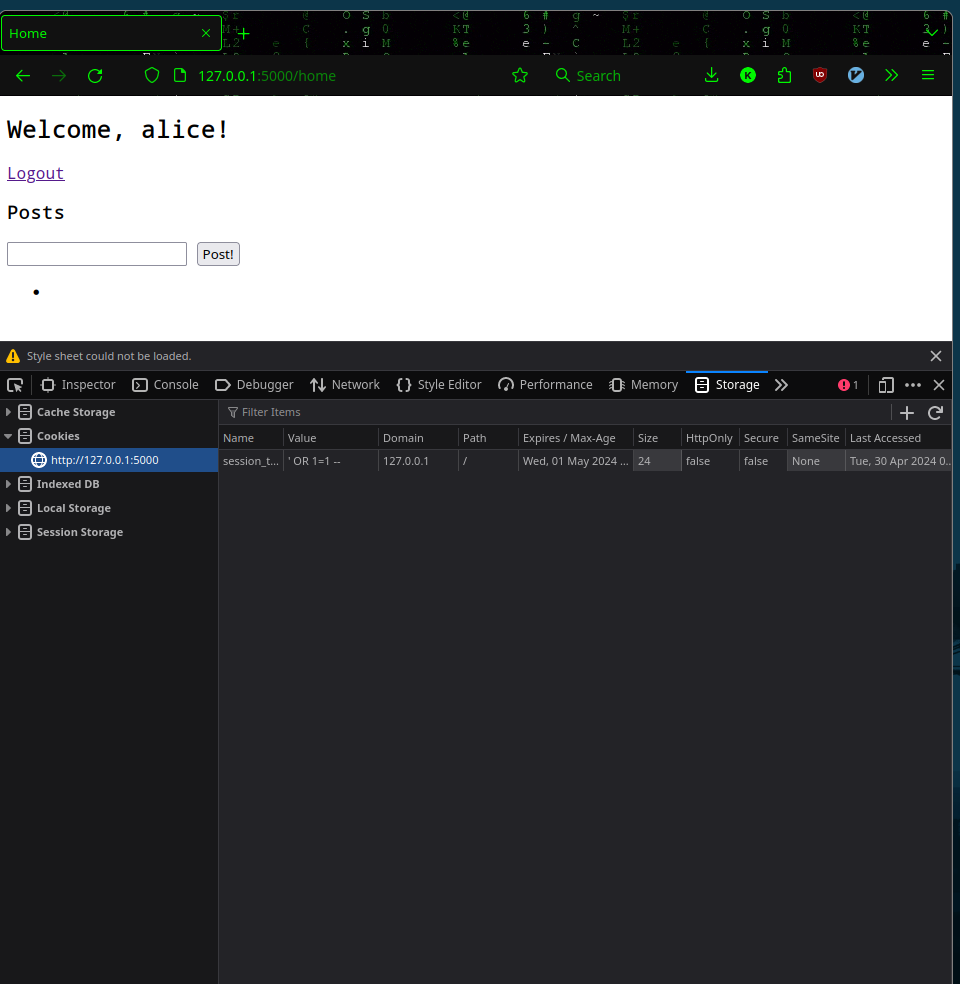 Home
127.0.0.1:5000/home
Search
Welcome, alice!
Logout
Posts
Post!
Style sheet could not be loaded.
Inspector Console Debugger Network Style Editor Performance Memory Storage 1
Cache Storage
Cookies
http://127.0.0.1:5000
Indexed DB
Local Storage
Session Storage
Filter Items
Name Value Domain Path Expires / Max-Age Size HttpOnly Secure SameSite Last Accessed
session_t... ' OR 1=1 -- 127.0.0.1 / Wed, 01 May 2024 ... 24 false false None Tue, 30 Apr 2024 0...